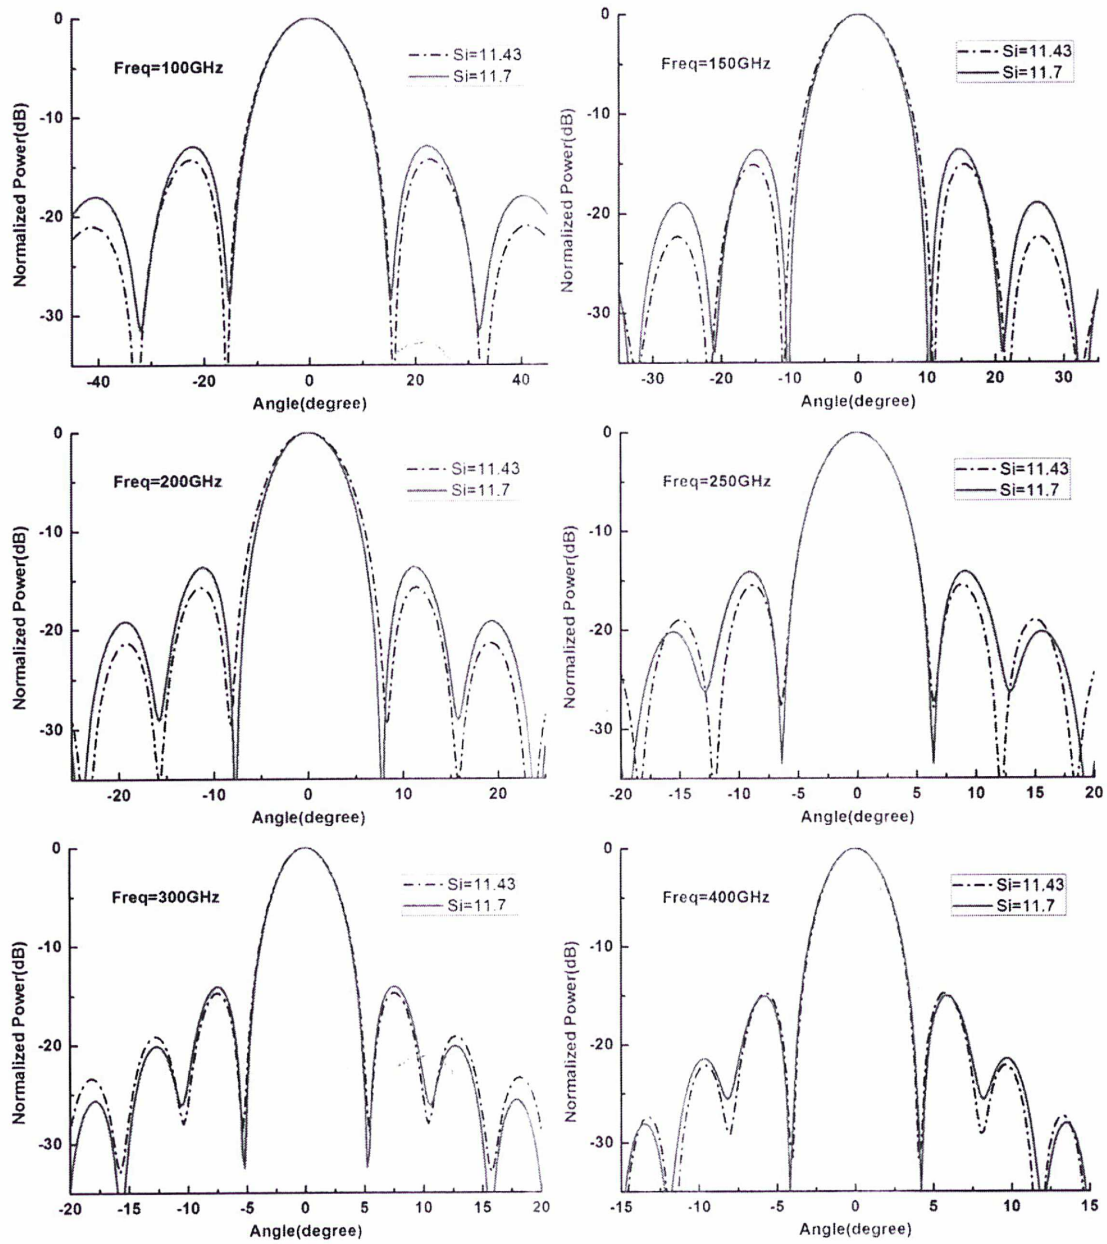 Freq=100GHz
Si=11.43
Si=11.7
Normalized Power(dB)
0
-10
-20
-30
-40
-20
0
20
40
Angle(degree)
Freq=150GHz
Si=11.43
Si=11.7
Normalized Power(dB)
0
-10
-20
-30
-30
-20
-10
0
10
20
30
Angle(degree)
Freq=200GHz
Si=11.43
Si=11.7
Normalized Power(dB)
0
-10
-20
-30
-20
-10
0
10
20
Angle(degree)
Freq=250GHz
Si=11.43
Si=11.7
Normalized Power(dB)
0
-10
-20
-30
-20
-15
-10
-5
0
5
10
15
20
Angle(degree)
Freq=300GHz
Si=11.43
Si=11.7
Normalized Power(dB)
0
-10
-20
-30
-20
-15
-10
-5
0
5
10
15
20
Angle(degree)
Freq=400GHz
Si=11.43
Si=11.7
Normalized Power(dB)
0
-10
-20
-30
-15
-10
-5
0
5
10
15
Angle(degree)